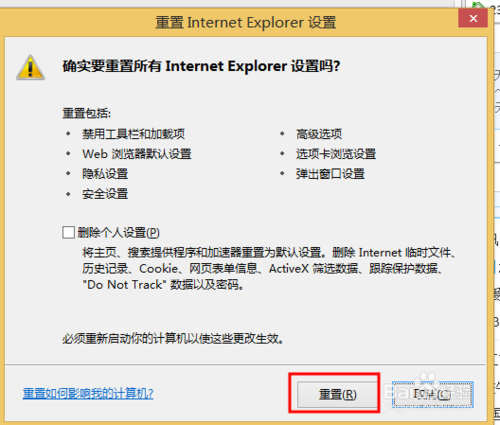 重置 Internet Explorer 设置
确实要重置所有 Internet Explorer 设置吗?
重置包括:
• 禁用工具栏和加载项
• Web 浏览器默认设置
• 隐私设置
• 安全设置
• 高级选项
• 选项卡浏览设置
• 弹出窗口设置
删除个人设置(P)
将主页、搜索提供程序和加速器重置为默认设置。删除 Internet 临时文件、
历史记录、Cookie、网页表单信息、ActiveX 筛选数据、跟踪保护数据、
"Do Not Track" 数据以及密码。
必须重新启动你的计算机以使这些更改生效。
重置如何影响我的计算机?
重置(R)